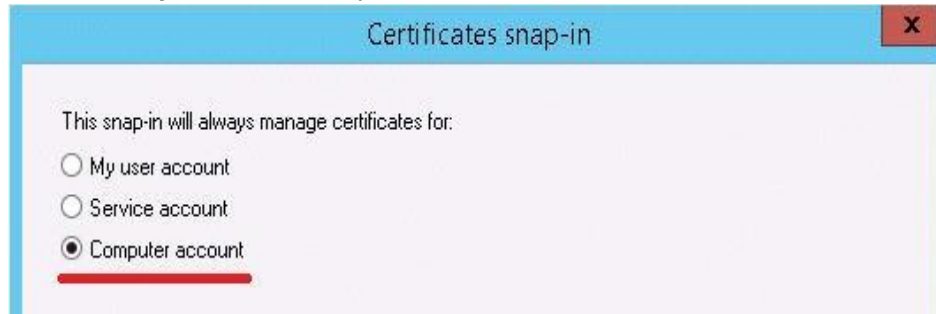 Certificates snap-in
x
This snap-in will always manage certificates for:
My user account
Service account
Computer account